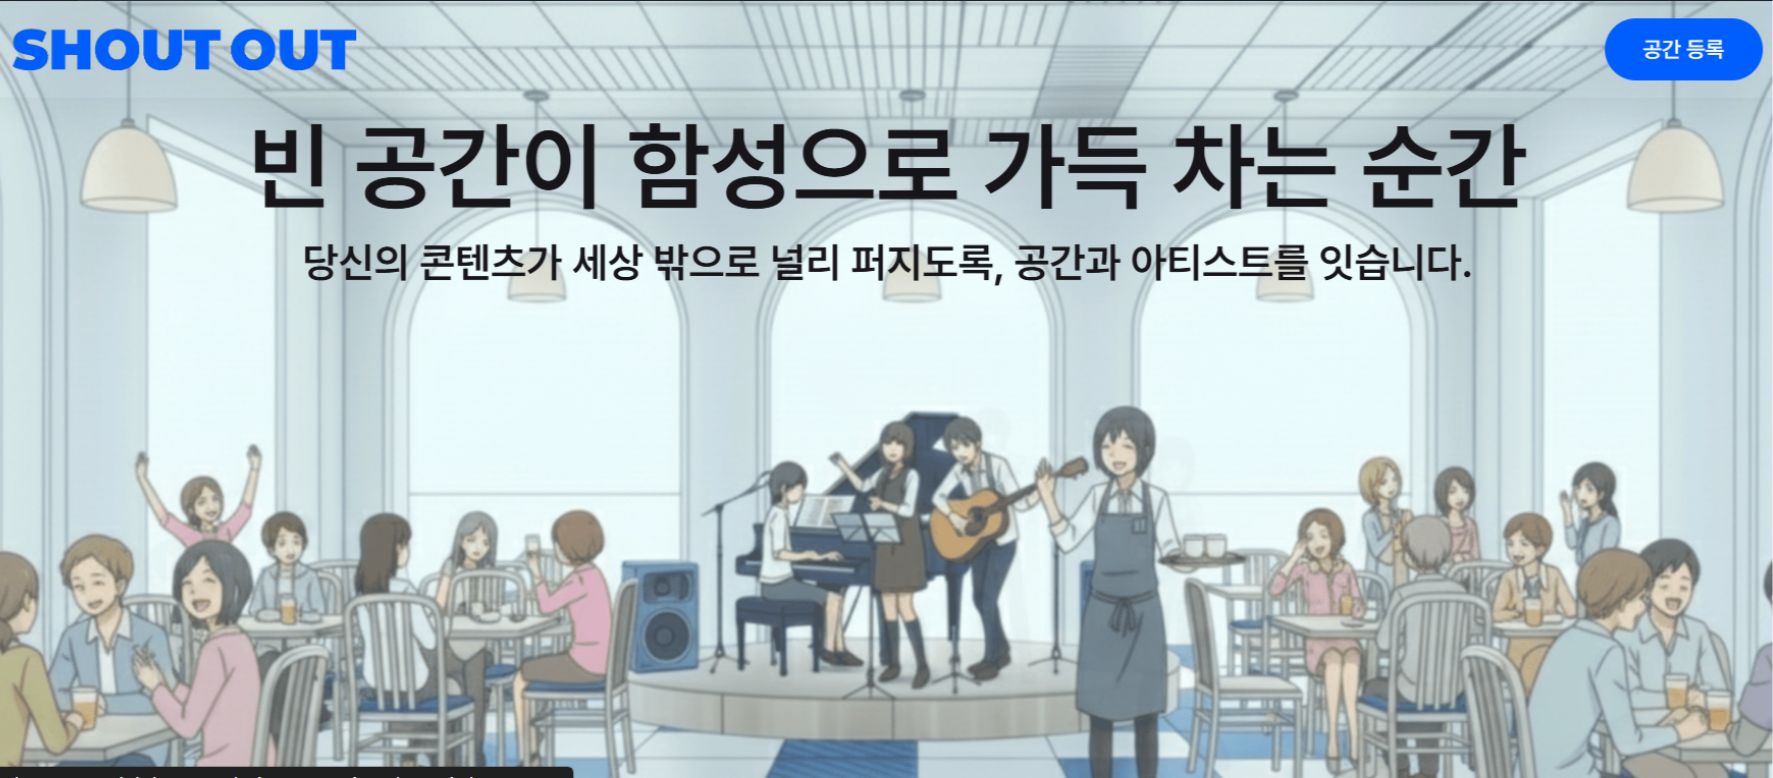 SHOUT OUT
공간 등록
빈 공간이 함성으로 가득 차는 순간
당신의 콘텐츠가 세상 밖으로 널리 퍼지도록, 공간과 아티스트를 잇습니다.